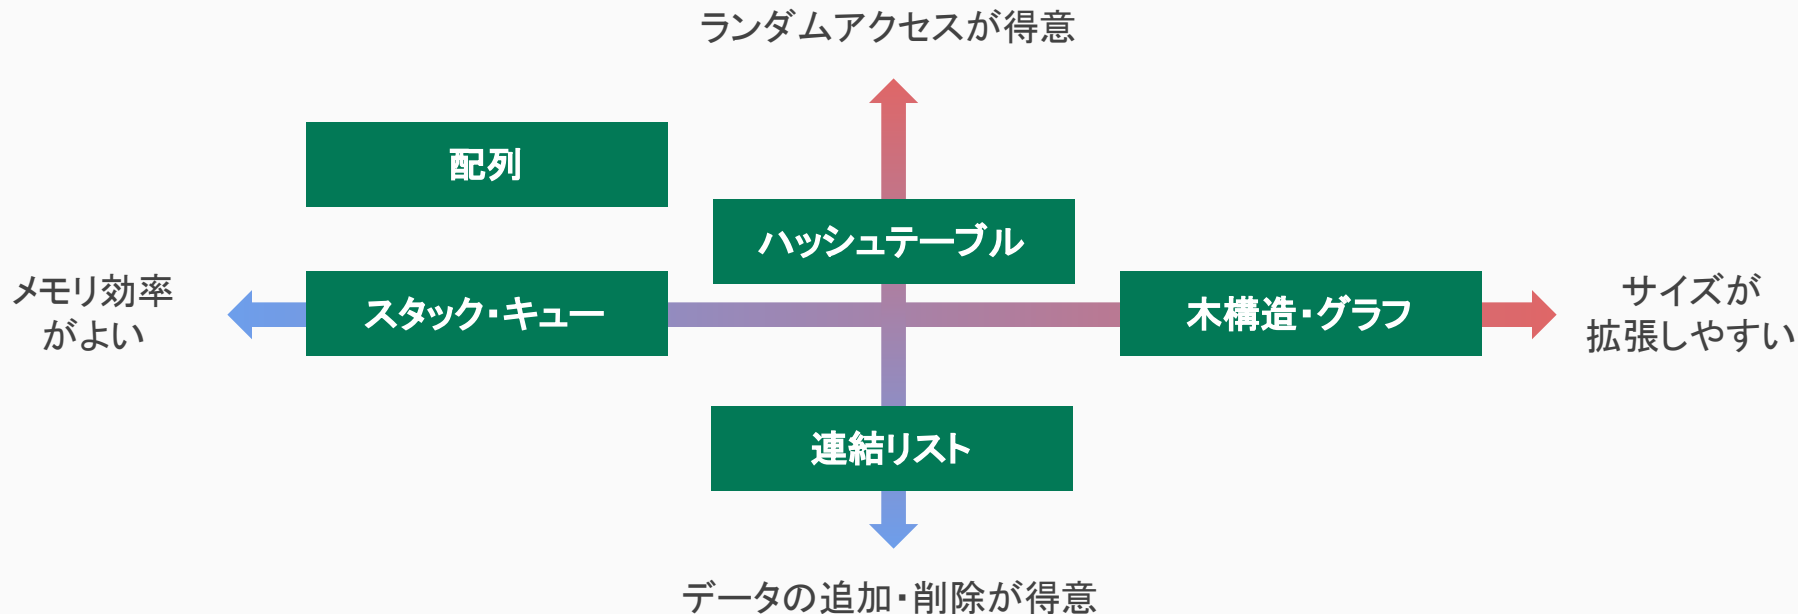 ランダムアクセスが得意
配列
ハッシュテーブル
メモリ効率
がよい
スタック・キュー
木構造・グラフ
サイズが
拡張しやすい
連結リスト
データの追加・削除が得意